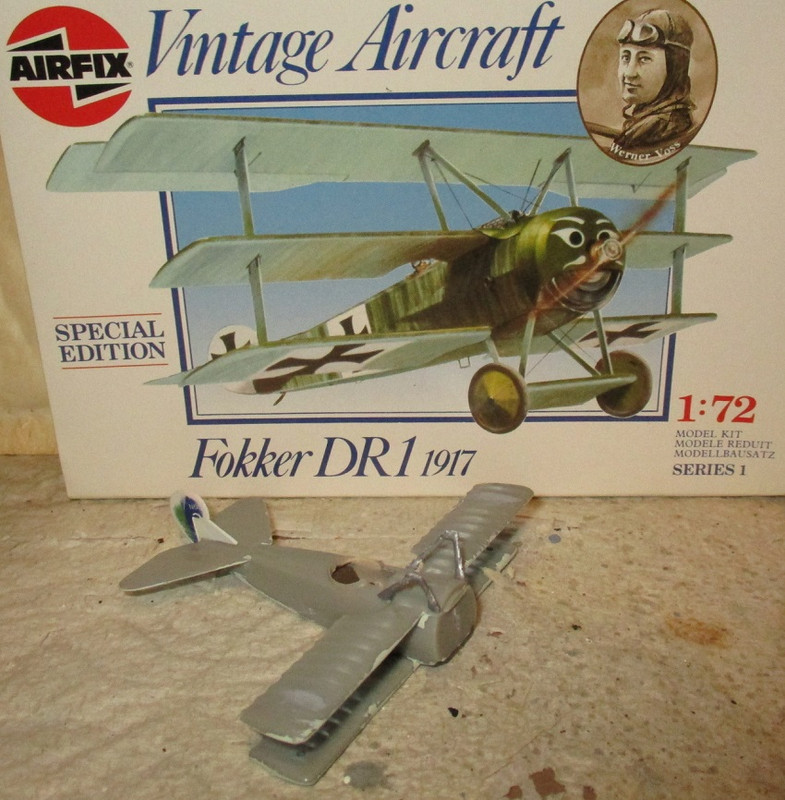 AIRFIX®
Vintage Aircraft
Werner Voss
SPECIAL
EDITION
1:72
MODEL KIT
MODELE REDUIT
MODELLBAUSATZ
SERIES 1
Fokker DR1 1917